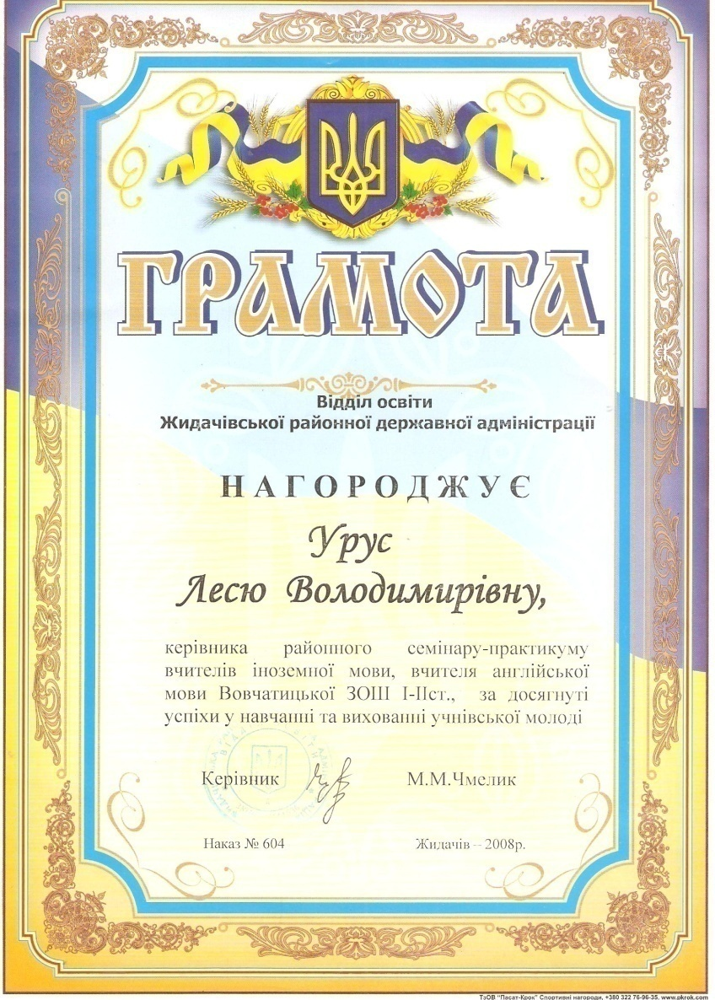 ГРАМОТА
Відділ освіти
Жидачівської районної державної адміністрації
НАГОРОДЖУЄ
Урус
Лесю Володимирівну,
керівника районного семінару-практикуму
вчителів іноземної мови, вчителя англійської
мови Вовчатицької ЗОШ І-ІІст., за досягнуті
успіхи у навчанні та вихованні учнівської молоді
Керівник М.М.Чмелик
Наказ № 604 Жидачів – 2008р.
ТзОВ "Пасат-Крок" Спортивні нагороди, +380 322 76-96-35, www.pkrok.com